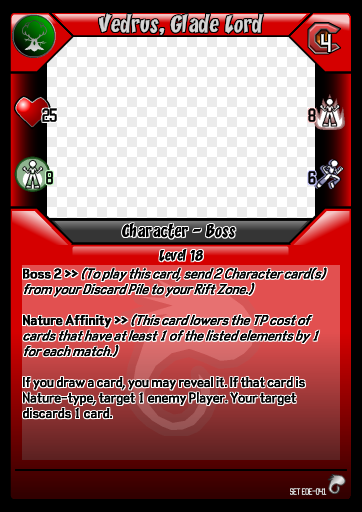 Vedrus, Glade Lord
4
25
8
8
6
Character - Boss
Level 18
Boss 2 >> (To play this card, send 2 Character card(s)
from your Discard Pile to your Rift Zone.)
Nature Affinity >> (This card lowers the TP cost of
cards that have at least 1 of the listed elements by 1
for each match.)
If you draw a card, you may reveal it. If that card is
Nature-type, target 1 enemy Player. Your target
discards 1 card.
SET EOE-041